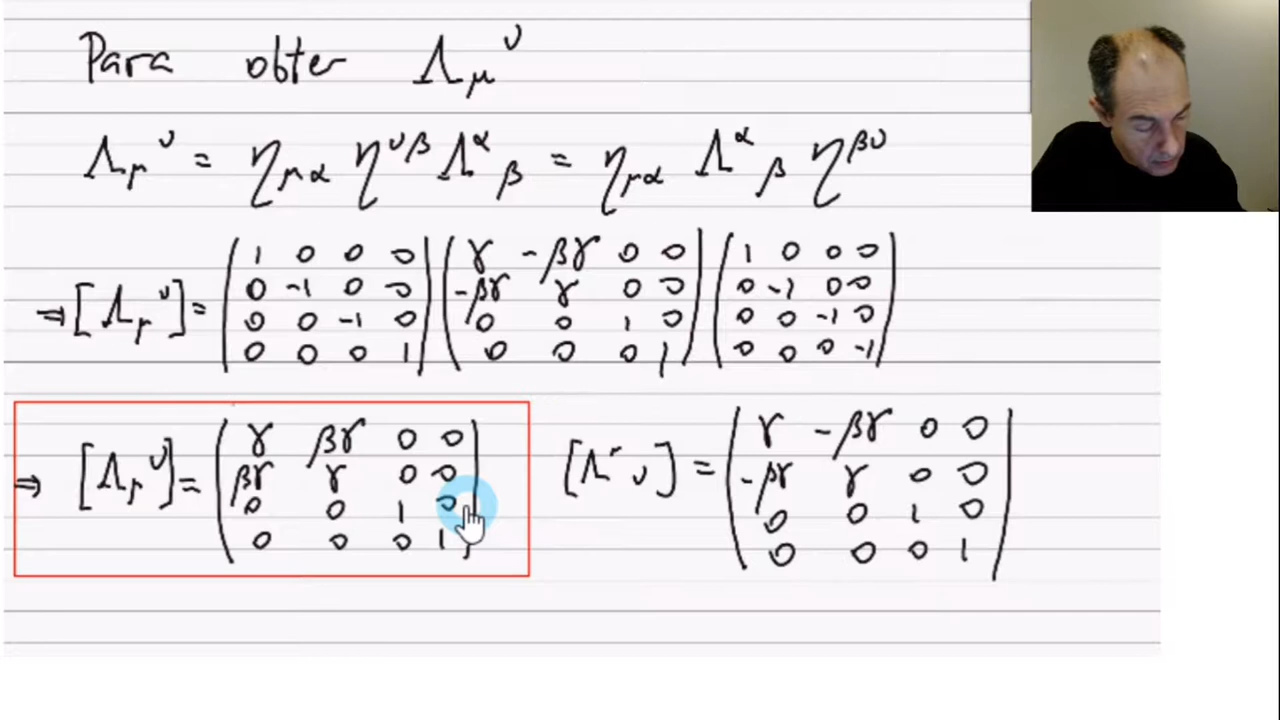 Para obter Λ_μ^ν
Λ_μ^ν = η_μα η^νβ Λ^α_β = η_μα Λ^α_β η^βν
⇒ [Λ_μ^ν] = (1 0 0 0 | 0 -1 0 0 | 0 0 -1 0 | 0 0 0 1) (γ -βγ 0 0 | -βγ γ 0 0 | 0 0 1 0 | 0 0 0 1) (1 0 0 0 | 0 -1 0 0 | 0 0 -1 0 | 0 0 0 -1)
⇒ [Λ_μ^ν] = (γ βγ 0 0 | βγ γ 0 0 | 0 0 1 0 | 0 0 0 1) [Λ^μ_ν] = (γ -βγ 0 0 | -βγ γ 0 0 | 0 0 1 0 | 0 0 0 1)